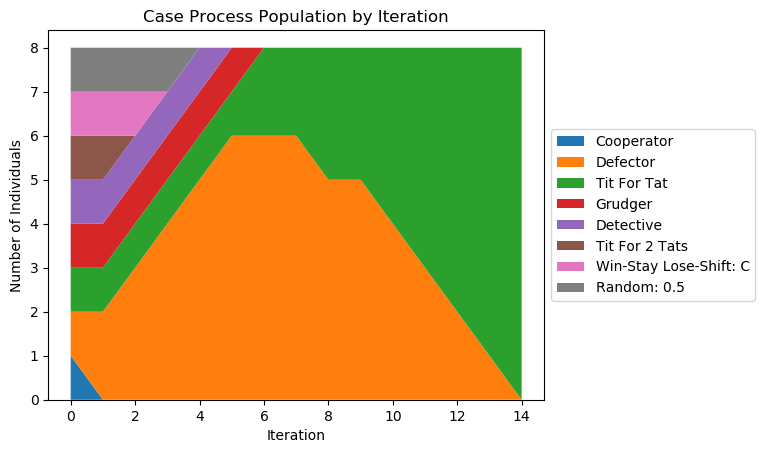 Case Process Population by Iteration
Number of Individuals
8
7
6
5
4
3
2
1
0
0 2 4 6 8 10 12 14
Iteration
Cooperator
Defector
Tit For Tat
Grudger
Detective
Tit For 2 Tats
Win-Stay Lose-Shift: C
Random: 0.5